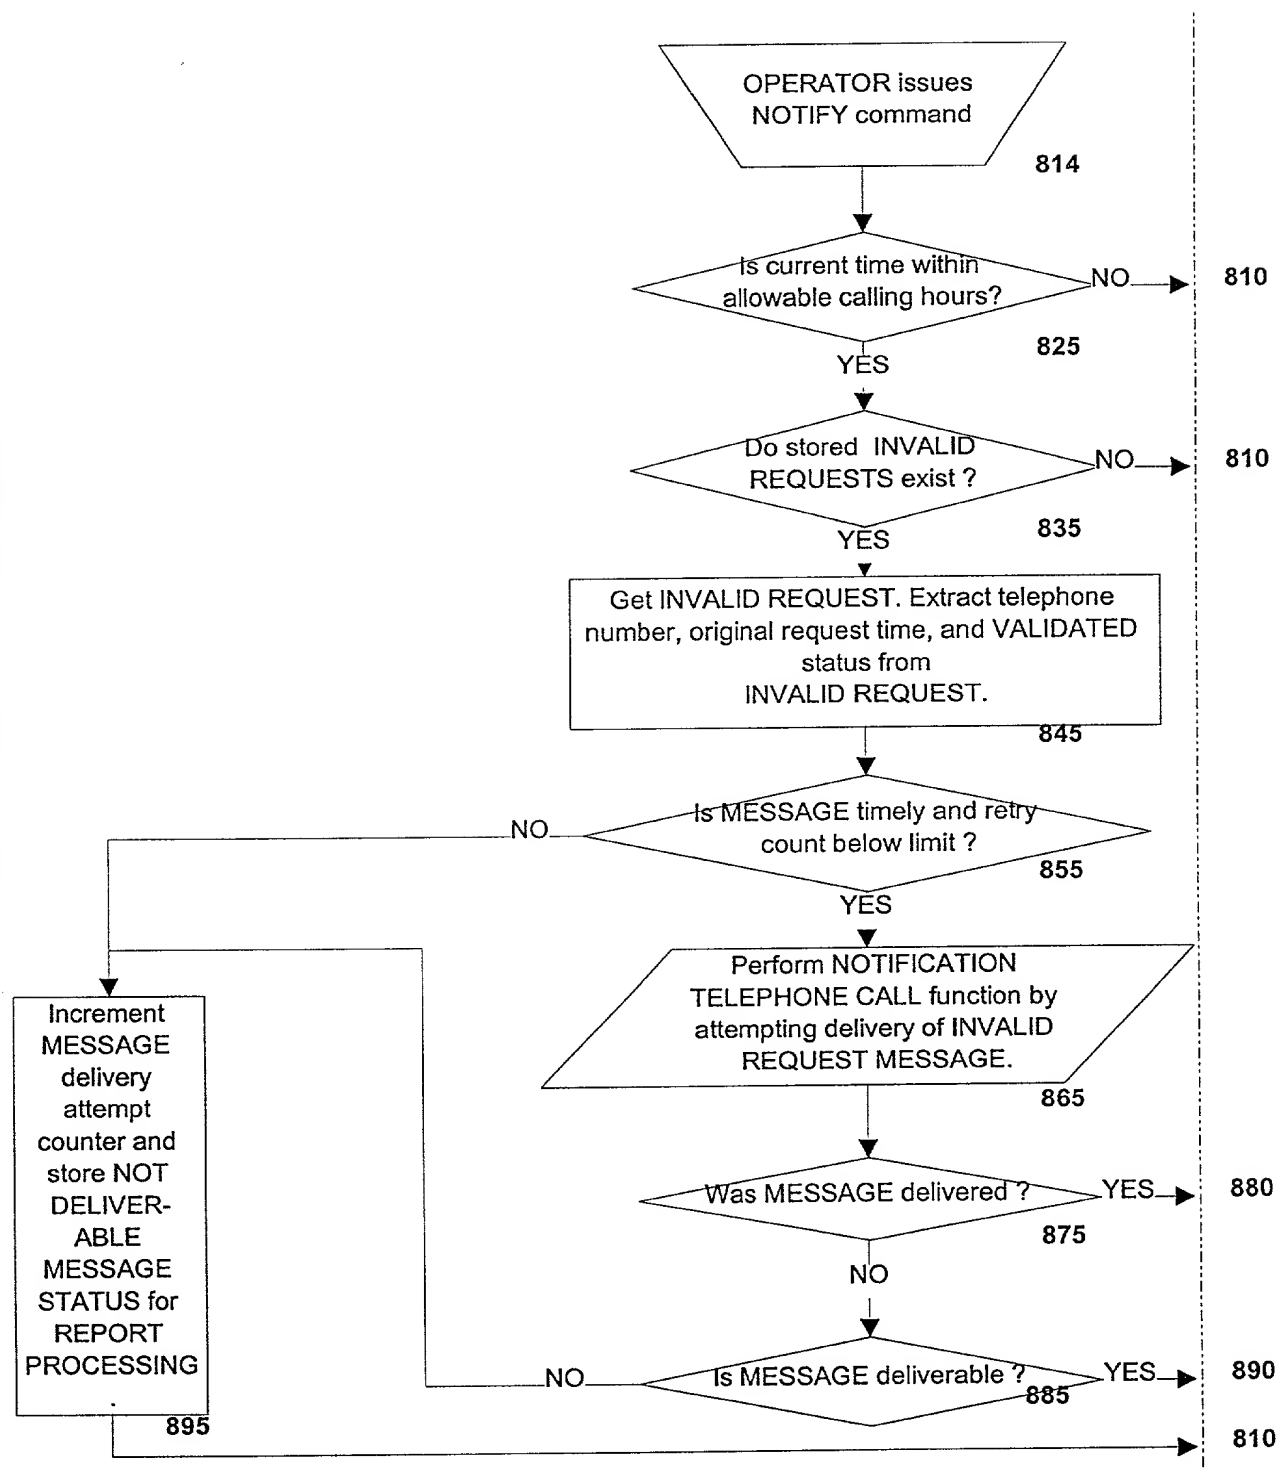 OPERATOR issues
NOTIFY command
814
Is current time within
allowable calling hours?
NO
810
825
YES
Do stored INVALID
REQUESTS exist ?
NO
810
835
YES
Get INVALID REQUEST. Extract telephone
number, original request time, and VALIDATED
status from
INVALID REQUEST.
845
Is MESSAGE timely and retry
count below limit ?
NO
855
YES
Perform NOTIFICATION
TELEPHONE CALL function by
attempting delivery of INVALID
REQUEST MESSAGE.
865
Increment
MESSAGE
delivery
attempt
counter and
store NOT
DELIVER-
ABLE
MESSAGE
STATUS for
REPORT
PROCESSING
895
Was MESSAGE delivered ?
YES
880
875
NO
Is MESSAGE deliverable ?
NO
YES
890
885
810